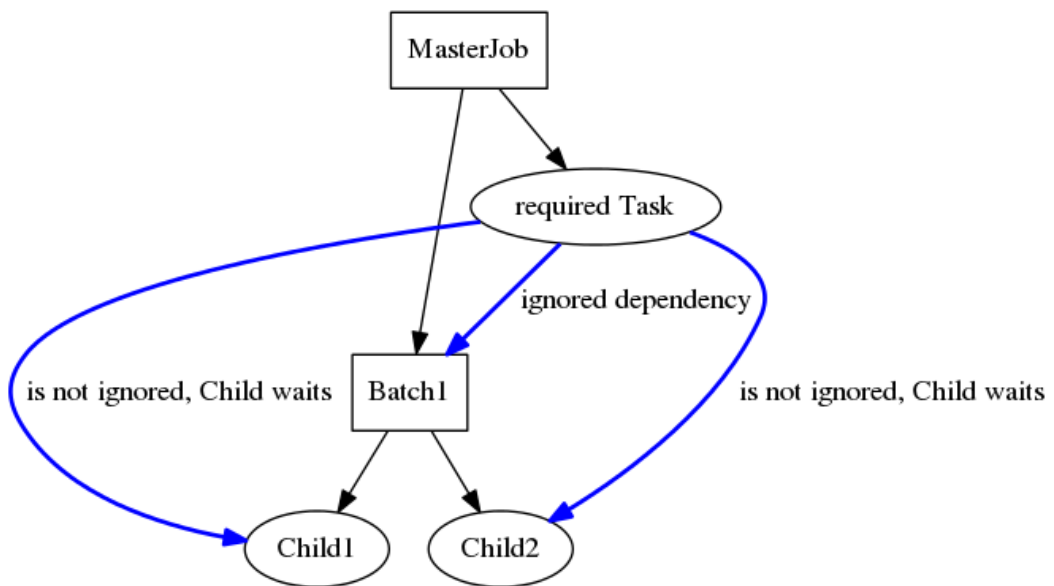 MasterJob
required Task
ignored dependency
is not ignored, Child waits
Batch1
is not ignored, Child waits
Child1
Child2